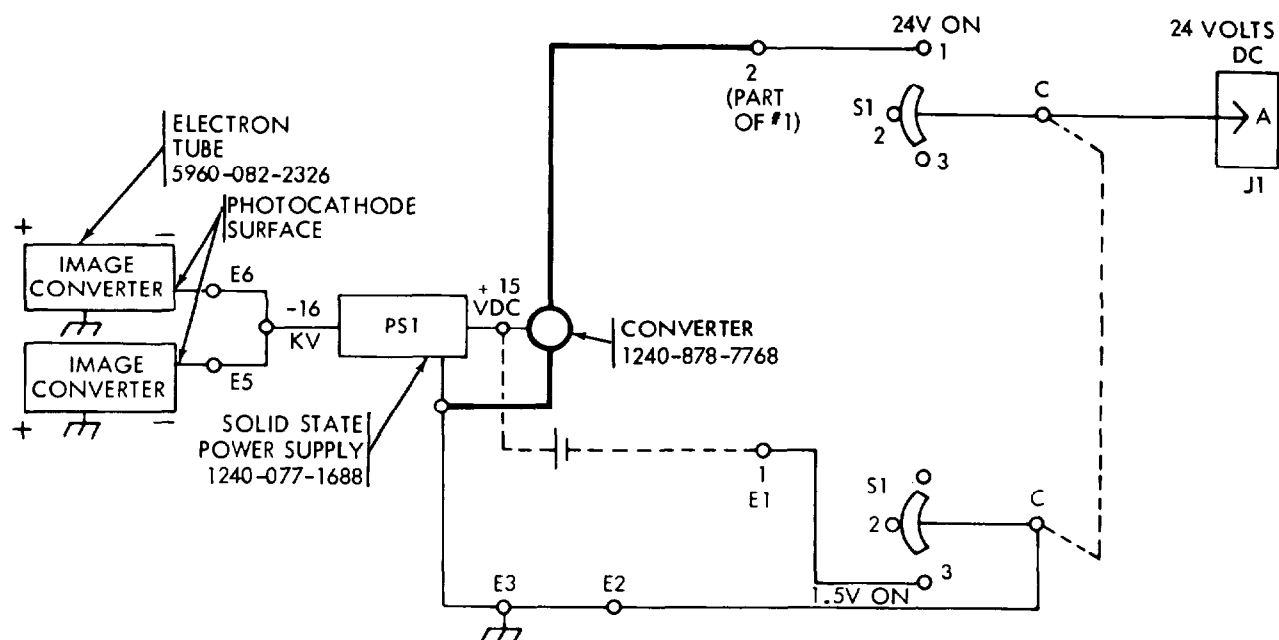 24V ON
1
24 VOLTS
DC
2
(PART
OF #1)
S1
2
3
C
A
J1
ELECTRON
TUBE
5960-082-2326
PHOTOCATHODE
SURFACE
+
−
IMAGE
CONVERTER
E6
-16
KV
PS1
+ 15
VDC
CONVERTER
1240-878-7768
IMAGE
CONVERTER
E5
+
−
SOLID STATE
POWER SUPPLY
1240-077-1688
1
E1
S1
2
C
3
1.5V ON
E3
E2